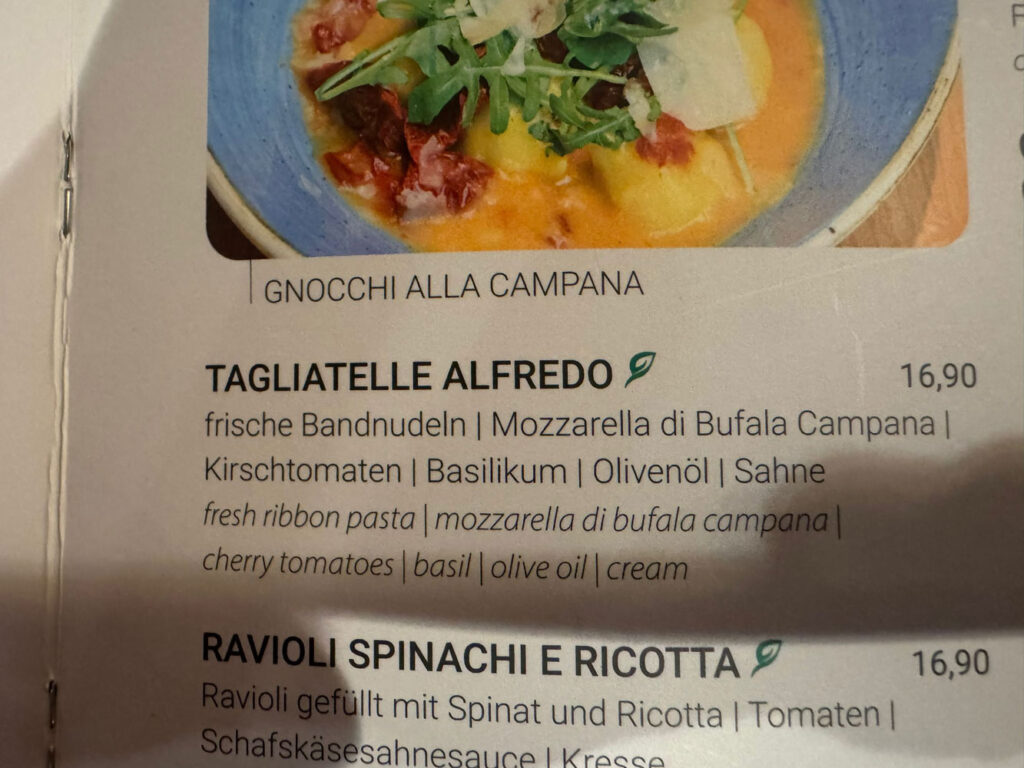 GNOCCHI ALLA CAMPANA
TAGLIATELLE ALFREDO 16,90
frische Bandnudeln | Mozzarella di Bufala Campana |
Kirschtomaten | Basilikum | Olivenöl | Sahne
fresh ribbon pasta | mozzarella di bufala campana |
cherry tomatoes | basil | olive oil | cream
RAVIOLI SPINACHI E RICOTTA 16,90
Ravioli gefüllt mit Spinat und Ricotta | Tomaten |
Schafskäsesahnesauce | Kresse